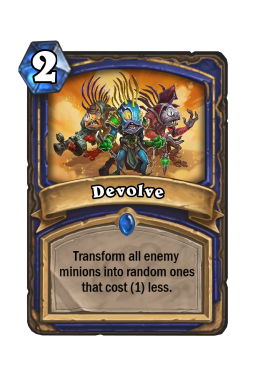 2
Devolve
Transform all enemy
minions into random ones
that cost (1) less.